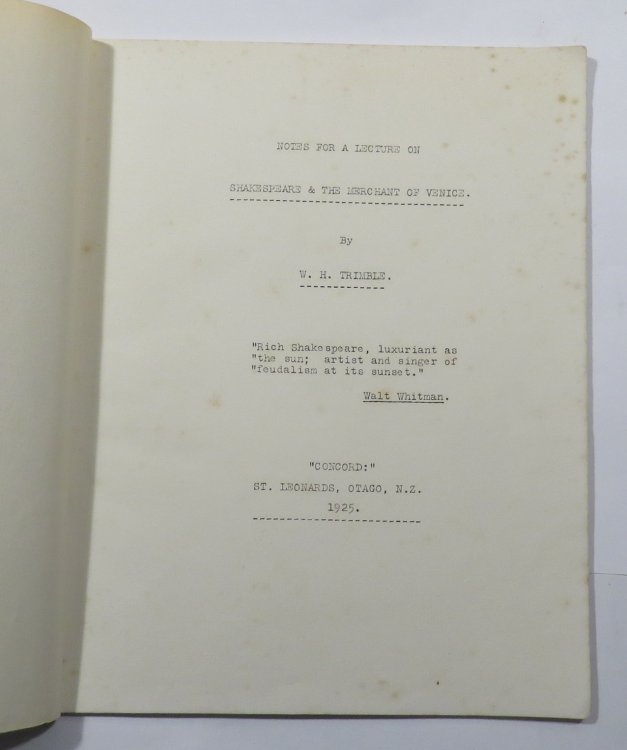 NOTES FOR A LECTURE ON
SHAKESPEARE & THE MERCHANT OF VENICE.
By
W. H. TRIMBLE.
"Rich Shakespeare, luxuriant as
"the sun; artist and singer of
"feudalism at its sunset."
Walt Whitman.
"CONCORD:"
ST. LEONARDS, OTAGO, N.Z.
1925.